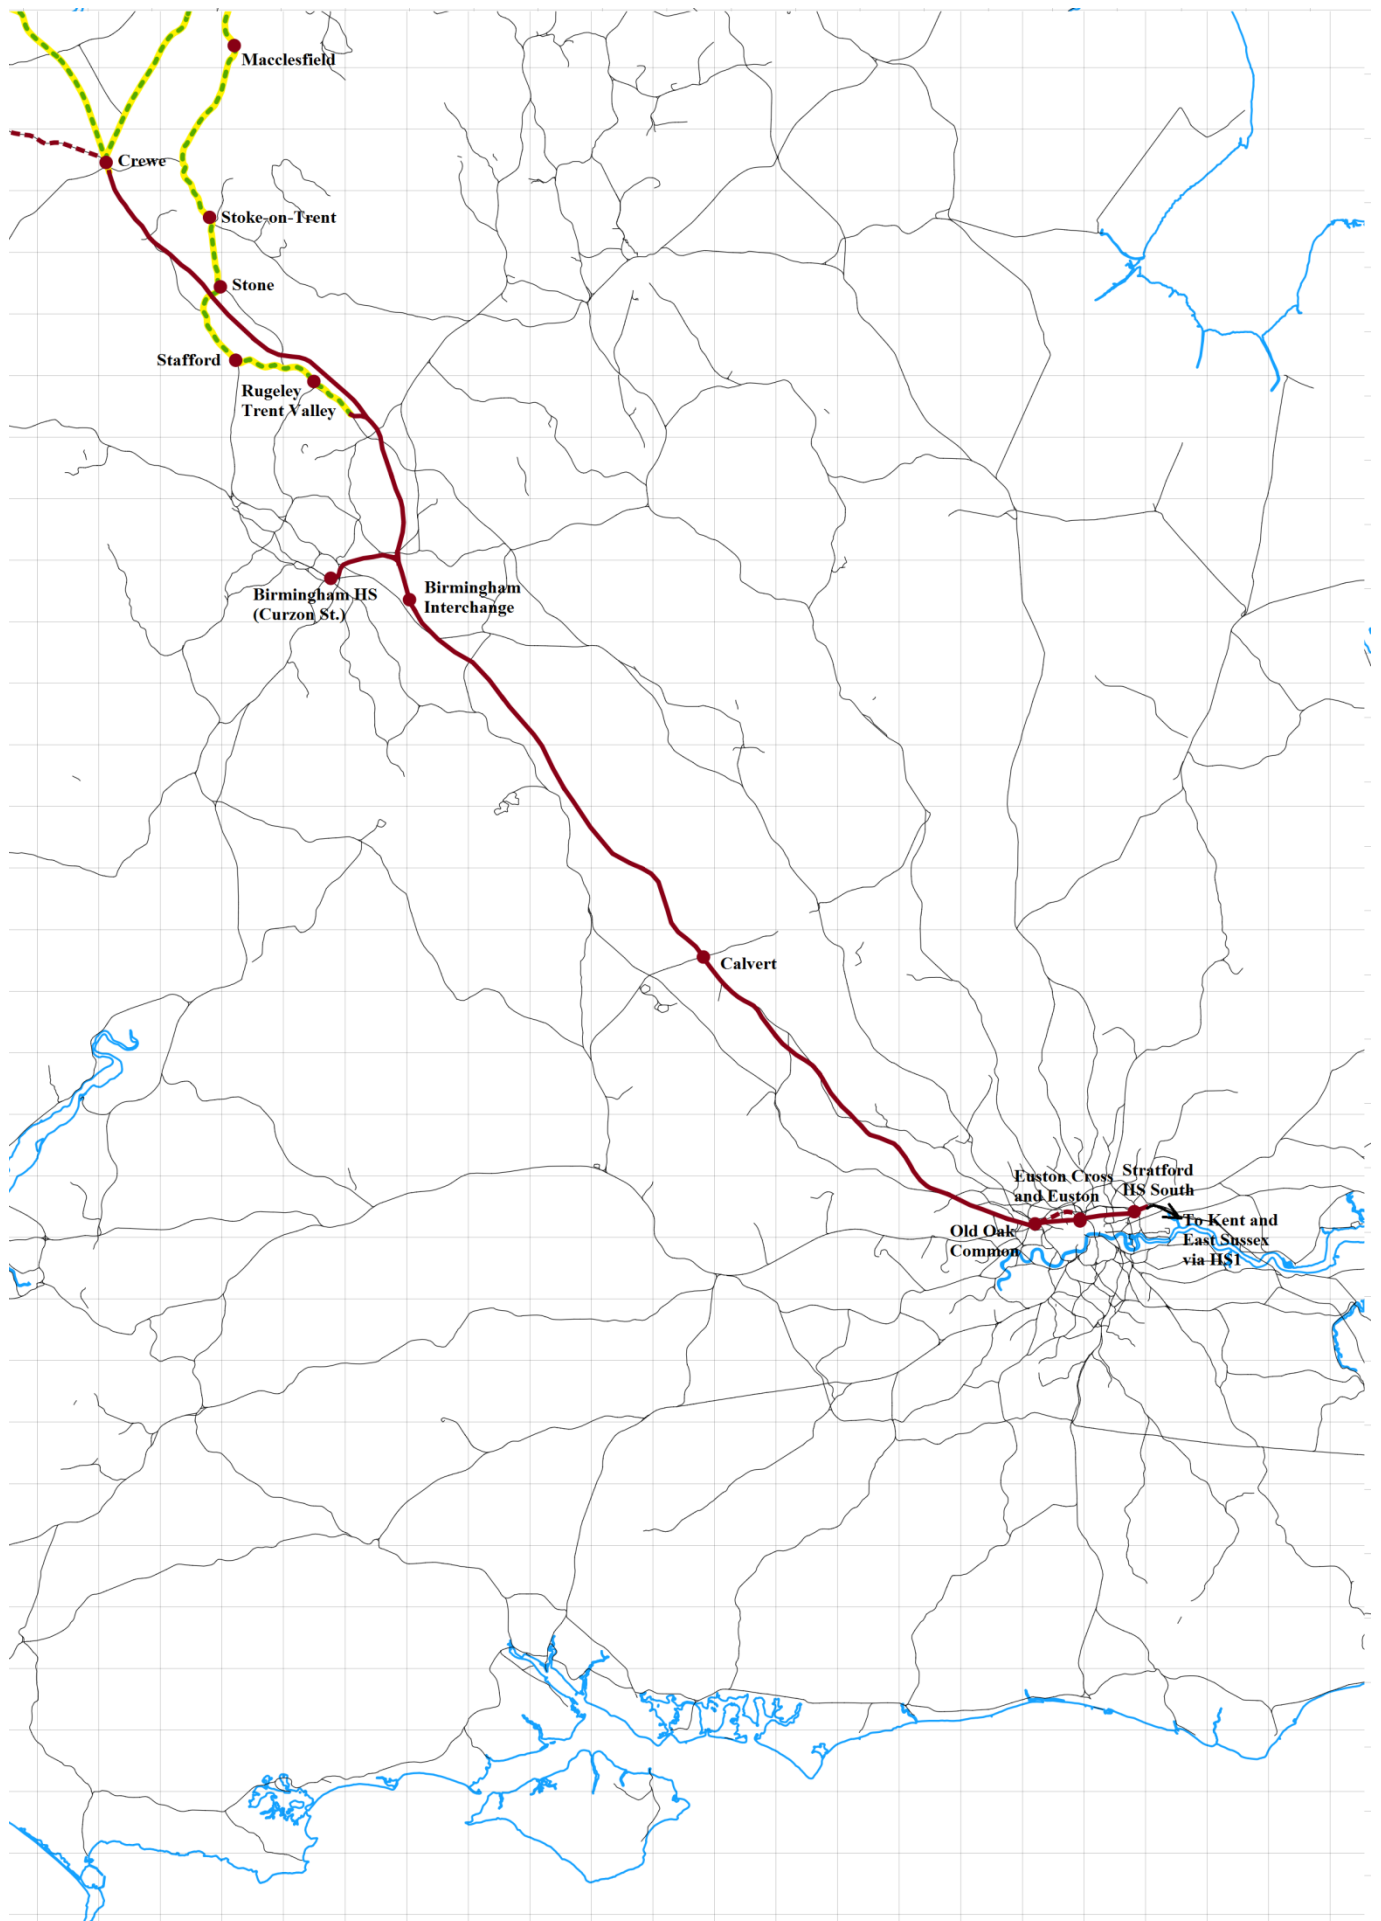 Macclesfield
Crewe
Stoke-on-Trent
Stone
Stafford
Rugeley
Trent Valley
Birmingham HS
(Curzon St.)
Birmingham
Interchange
Calvert
Euston Cross
and Euston
Stratford
HS South
Old Oak
Common
To Kent and
East Sussex
via HS1